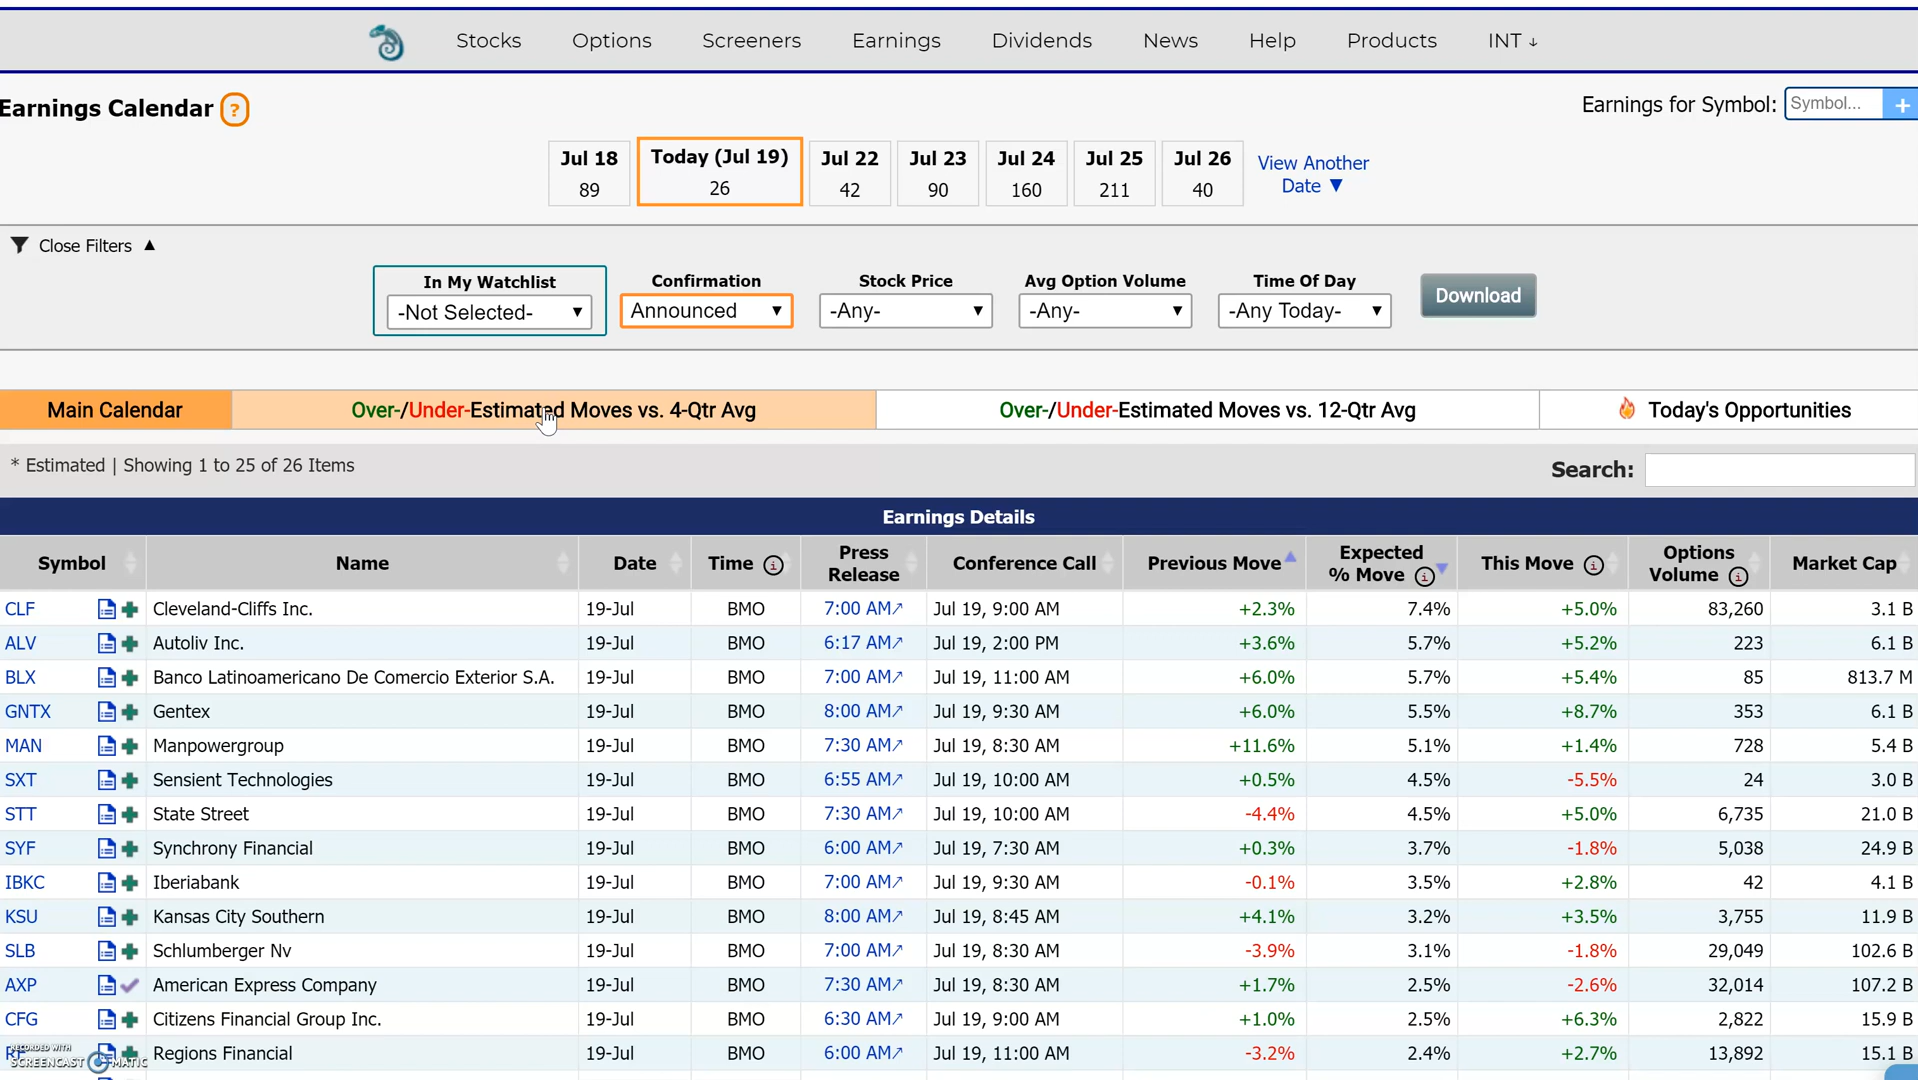 Stocks Options Screeners Earnings Dividends News Help Products INT ↓
Earnings Calendar ?
Earnings for Symbol: Symbol... +
Jul 18 Today (Jul 19) Jul 22 Jul 23 Jul 24 Jul 25 Jul 26
89 26 42 90 160 211 40
View Another
Date ▼
Close Filters ▲
In My Watchlist Confirmation Stock Price Avg Option Volume Time Of Day
-Not Selected- ▼ Announced ▼ -Any- ▼ -Any- ▼ -Any Today- ▼ Download
Main Calendar Over-/Under-Estimated Moves vs. 4-Qtr Avg Over-/Under-Estimated Moves vs. 12-Qtr Avg Today's Opportunities
* Estimated | Showing 1 to 25 of 26 Items
Search:
Earnings Details
Symbol Name Date Time i Press Release Conference Call Previous Move Expected % Move i This Move i Options Volume i Market Cap
CLF Cleveland-Cliffs Inc. 19-Jul BMO 7:00 AM↗ Jul 19, 9:00 AM +2.3% 7.4% +5.0% 83,260 3.1 B
ALV Autoliv Inc. 19-Jul BMO 6:17 AM↗ Jul 19, 2:00 PM +3.6% 5.7% +5.2% 223 6.1 B
BLX Banco Latinoamericano De Comercio Exterior S.A. 19-Jul BMO 7:00 AM↗ Jul 19, 11:00 AM +6.0% 5.7% +5.4% 85 813.7 M
GNTX Gentex 19-Jul BMO 8:00 AM↗ Jul 19, 9:30 AM +6.0% 5.5% +8.7% 353 6.1 B
MAN Manpowergroup 19-Jul BMO 7:30 AM↗ Jul 19, 8:30 AM +11.6% 5.1% +1.4% 728 5.4 B
SXT Sensient Technologies 19-Jul BMO 6:55 AM↗ Jul 19, 10:00 AM +0.5% 4.5% -5.5% 24 3.0 B
STT State Street 19-Jul BMO 7:30 AM↗ Jul 19, 10:00 AM -4.4% 4.5% +5.0% 6,735 21.0 B
SYF Synchrony Financial 19-Jul BMO 6:00 AM↗ Jul 19, 7:30 AM +0.3% 3.7% -1.8% 5,038 24.9 B
IBKC Iberiabank 19-Jul BMO 7:00 AM↗ Jul 19, 9:30 AM -0.1% 3.5% +2.8% 42 4.1 B
KSU Kansas City Southern 19-Jul BMO 8:00 AM↗ Jul 19, 8:45 AM +4.1% 3.2% +3.5% 3,755 11.9 B
SLB Schlumberger Nv 19-Jul BMO 7:00 AM↗ Jul 19, 8:30 AM -3.9% 3.1% -1.8% 29,049 102.6 B
AXP American Express Company 19-Jul BMO 7:30 AM↗ Jul 19, 8:30 AM +1.7% 2.5% -2.6% 32,014 107.2 B
CFG Citizens Financial Group Inc. 19-Jul BMO 6:30 AM↗ Jul 19, 9:00 AM +1.0% 2.5% +6.3% 2,822 15.9 B
RF Regions Financial 19-Jul BMO 6:00 AM↗ Jul 19, 11:00 AM -3.2% 2.4% +2.7% 13,892 15.1 B
RECORDED WITH
SCREENCAST MATIC